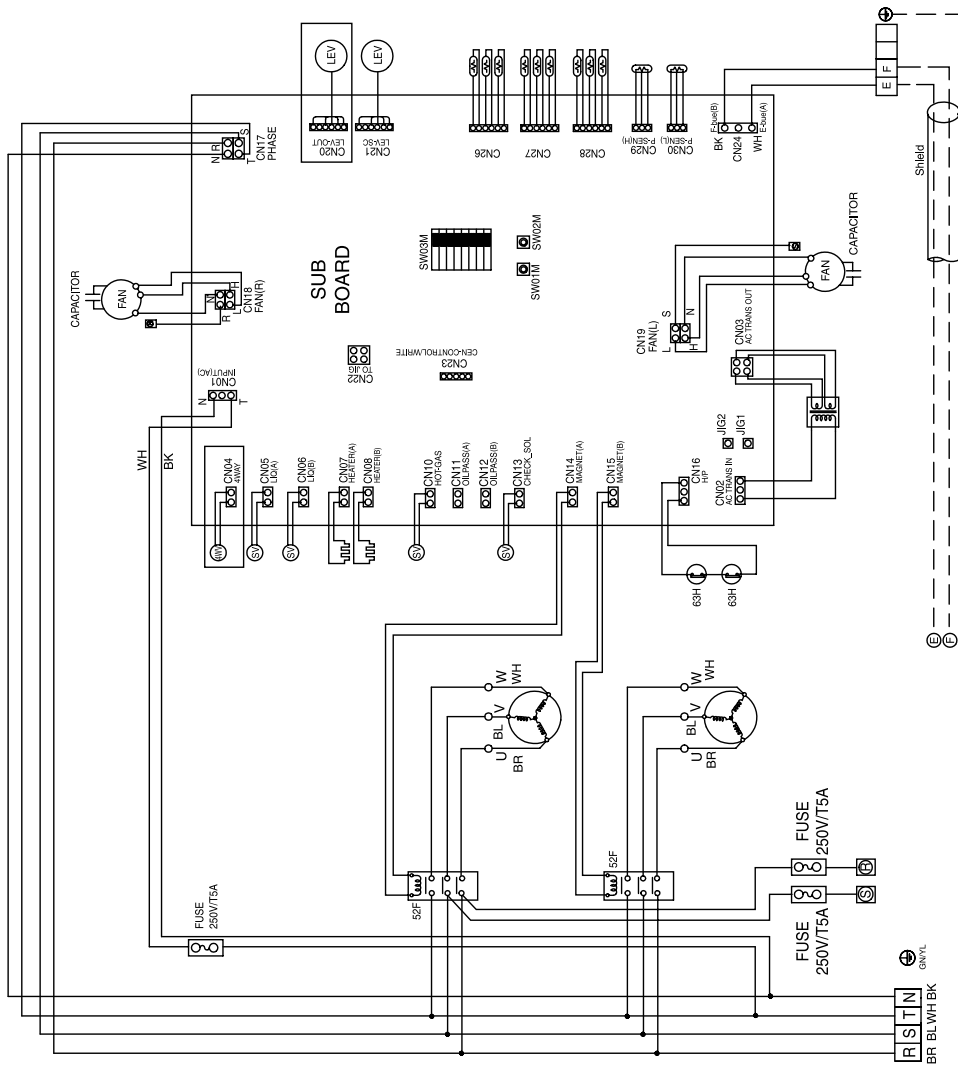 CAPACITOR
FAN
N
R
L
H
CN18
FAN(R)
N R
T
S
CN17
PHASE
LEV
CN20
LEV-OUT
LEV
CN21
LEV-SC
CN26
CN27
CN28
CN29
P-SEN(H)
CN30
P-SEN(L)
F-bue(B)
BK
CN24
WH
E-bue(A)
E
F
Shield
E
F
SUB
BOARD
SW03M
SW01M
SW02M
CN22
TO JIG
CN23
CEN-CONTROL/WRITE
N
T
CN01
INPUT(AC)
WH
BK
4WV
CN04
4WAY
SV
CN05
LIQ(A)
SV
CN06
LIQ(B)
CN07
HEATER(A)
CN08
HEATER(B)
SV
CN10
HOT-GAS
CN11
OILPASS(A)
CN12
OILPASS(B)
SV
CN13
CHECK_SOL
CN14
MAGNET(A)
CN15
MAGNET(B)
CN16
H/P
CN02
AC TRANS IN
JIG2
JIG1
CN03
AC TRANS OUT
CN19
FAN(L)
L
S
H
N
FAN
CAPACITOR
63H
63H
U
BR
V
BL
W
WH
U
BR
V
BL
W
WH
52F
52F
FUSE
250V/T5A
FUSE
250V/T5A
R
FUSE
250V/T5A
S
GN/YL
R S T N
BR BL WH BK